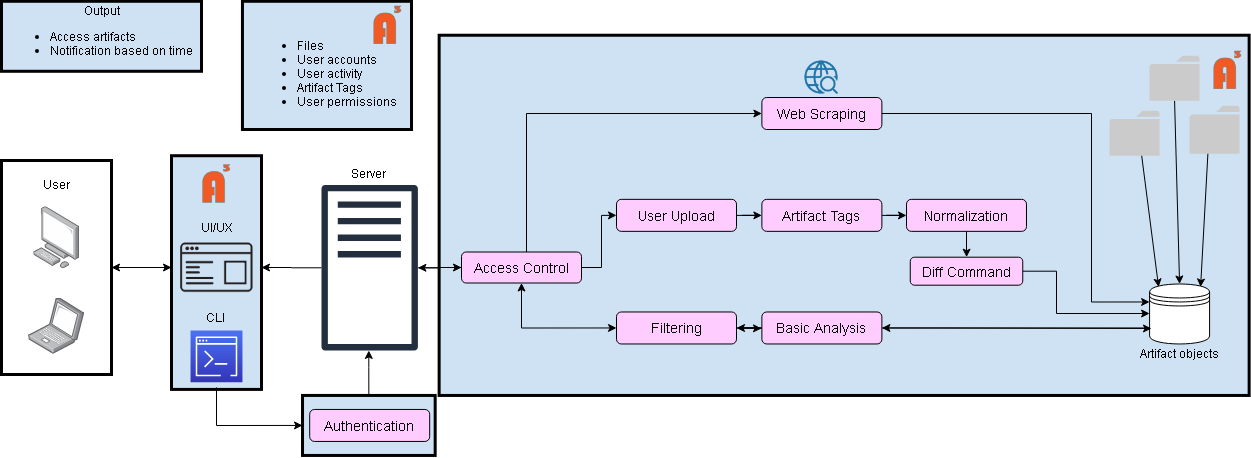 Output
Access artifacts
Notification based on time
A3
Files
User accounts
User activity
Artifact Tags
User permissions
A3
Web Scraping
User
A3
Server
UI/UX
User Upload
Artifact Tags
Normalization
Access Control
Diff Command
CLI
Filtering
Basic Analysis
Artifact objects
Authentication